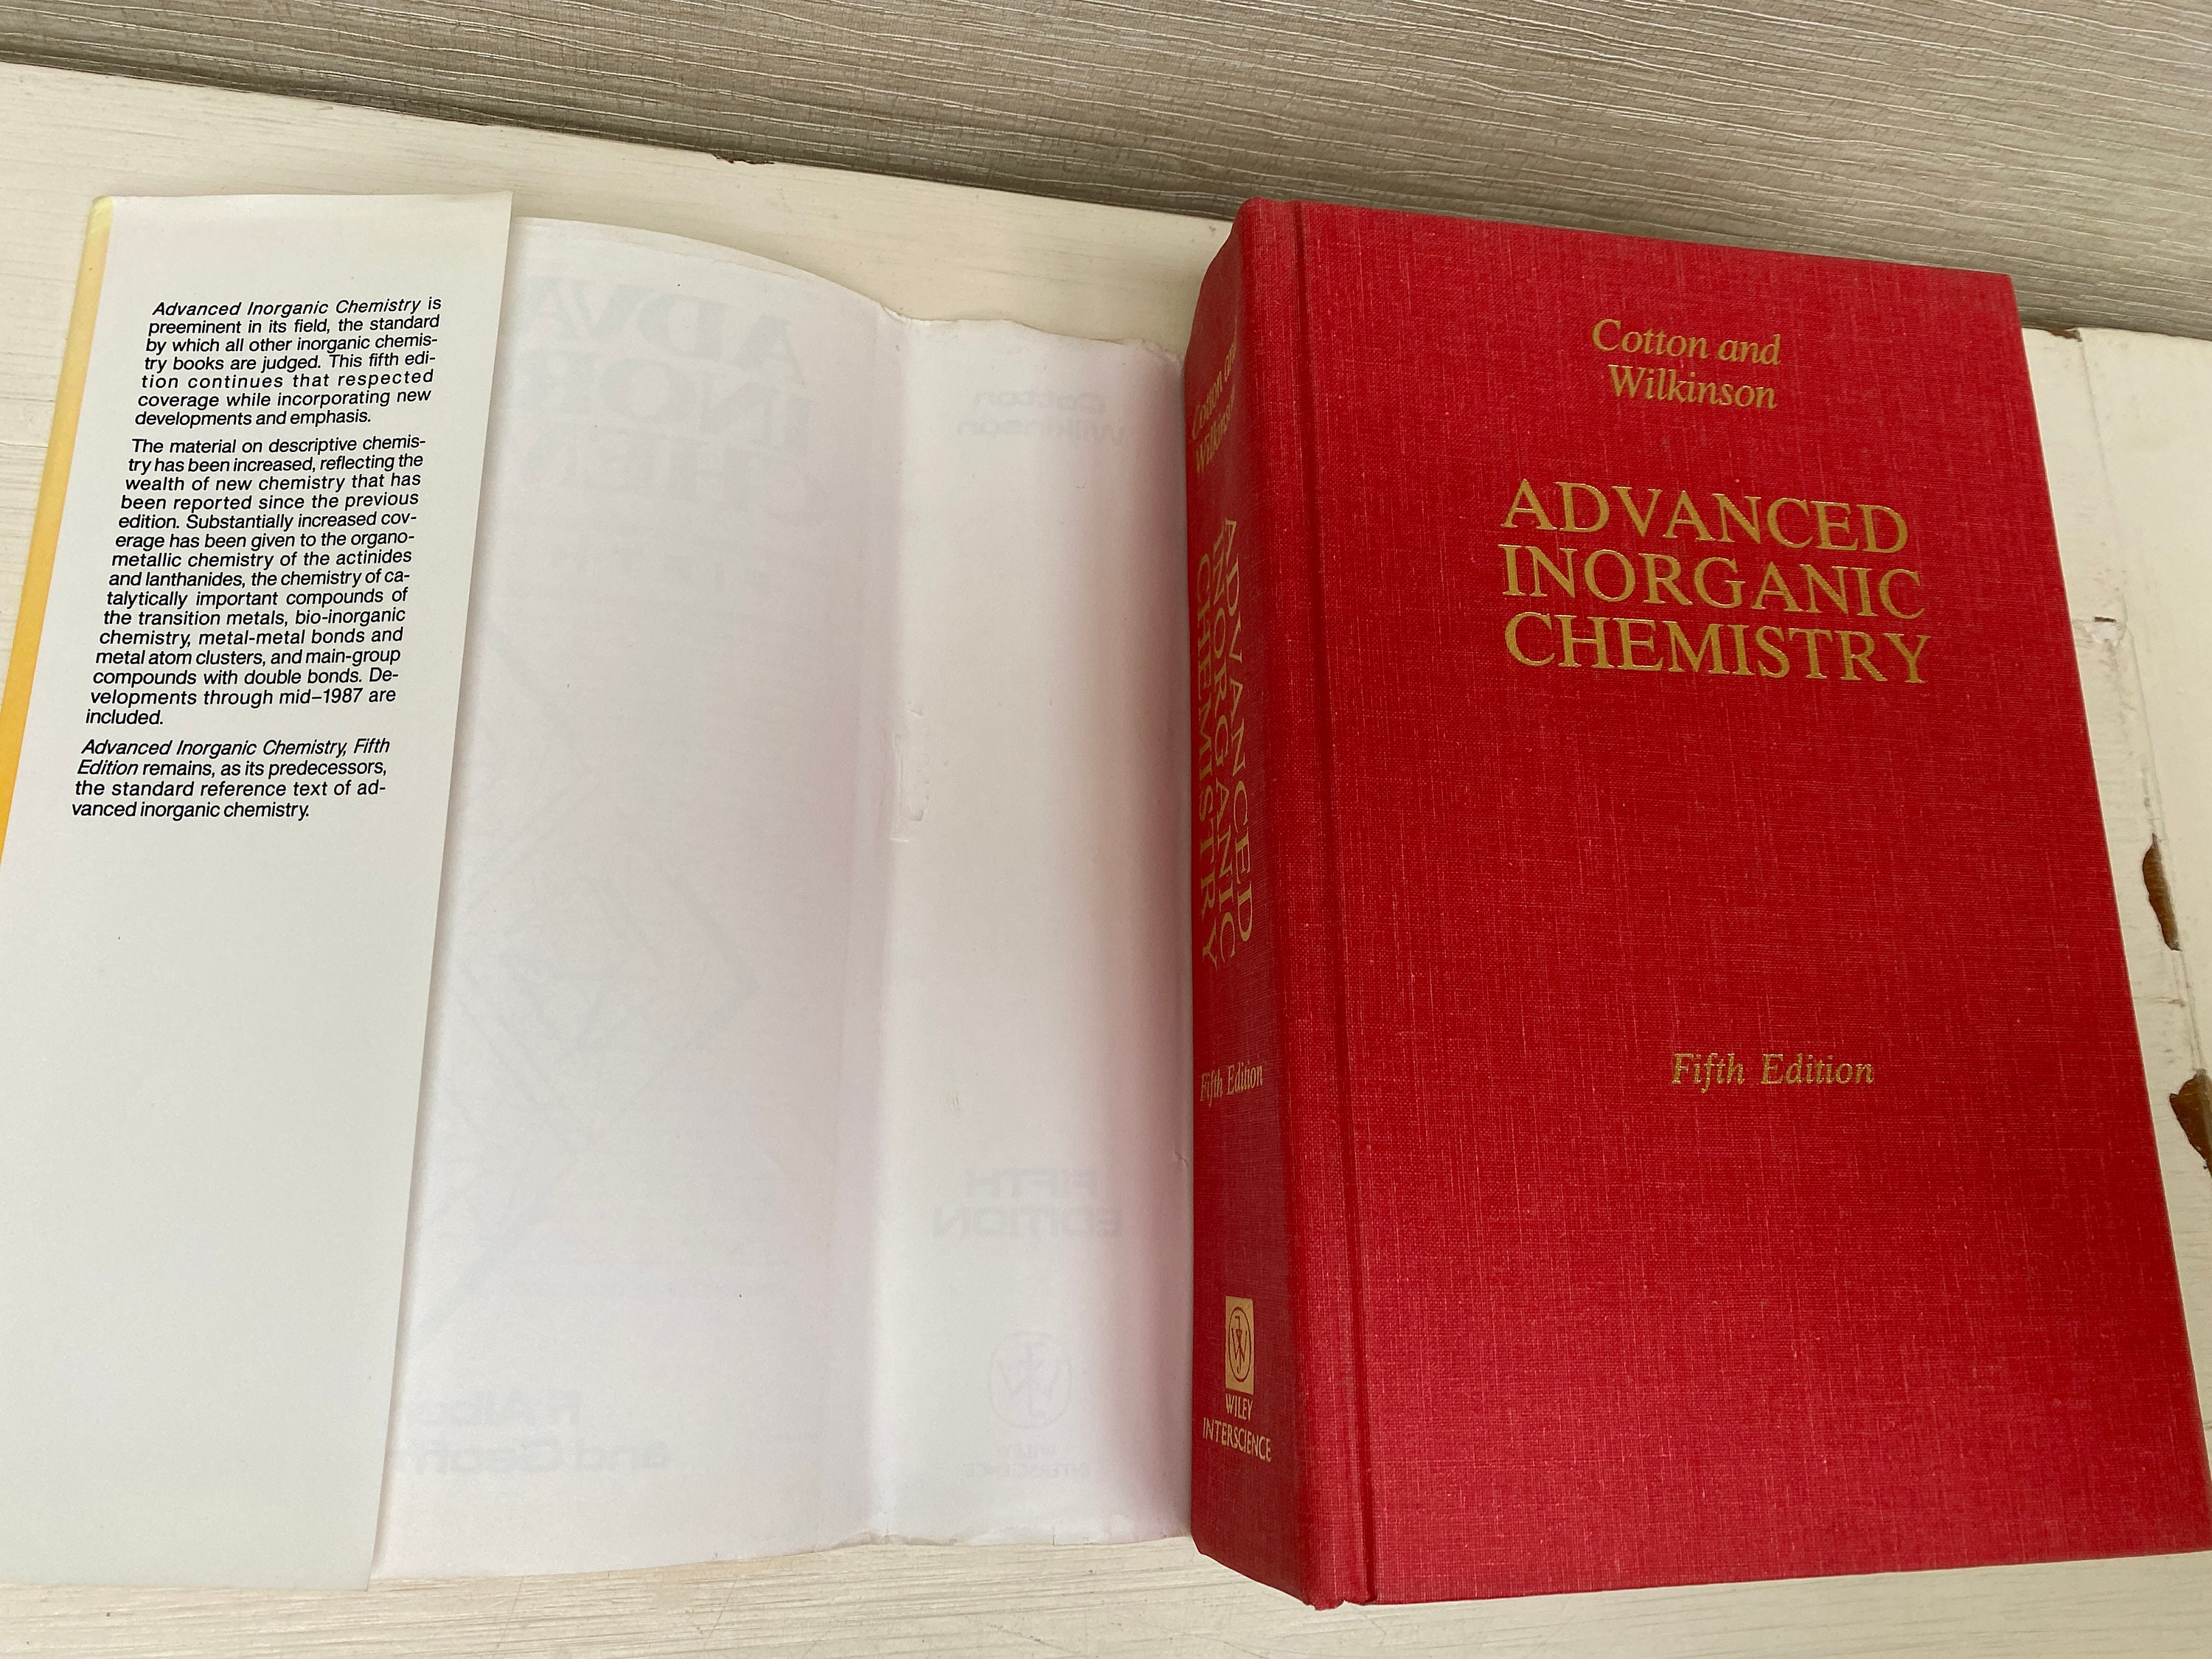 Advanced Inorganic Chemistry is
preeminent in its field, the standard
by which all other inorganic chemis-
try books are judged. This fifth edi-
tion continues that respected
coverage while incorporating new
developments and emphasis.
The material on descriptive chemis-
try has been increased, reflecting the
wealth of new chemistry that has
been reported since the previous
edition. Substantially increased cov-
erage has been given to the organo-
metallic chemistry of the actinides
and lanthanides, the chemistry of ca-
talytically important compounds of
the transition metals, bio-inorganic
chemistry, metal-metal bonds and
metal atom clusters, and main-group
compounds with double bonds. De-
velopments through mid–1987 are
included.
Advanced Inorganic Chemistry, Fifth
Edition remains, as its predecessors,
the standard reference text of ad-
vanced inorganic chemistry.
Cotton
Wilkinson
FIFTH
EDITION
WILEY
INTERSCIENCE
Cotton and
Wilkinson
ADVANCED
INORGANIC
CHEMISTRY
Fifth Edition
WILEY
INTERSCIENCE
Cotton and
Wilkinson
ADVANCED
INORGANIC
CHEMISTRY
Fifth Edition